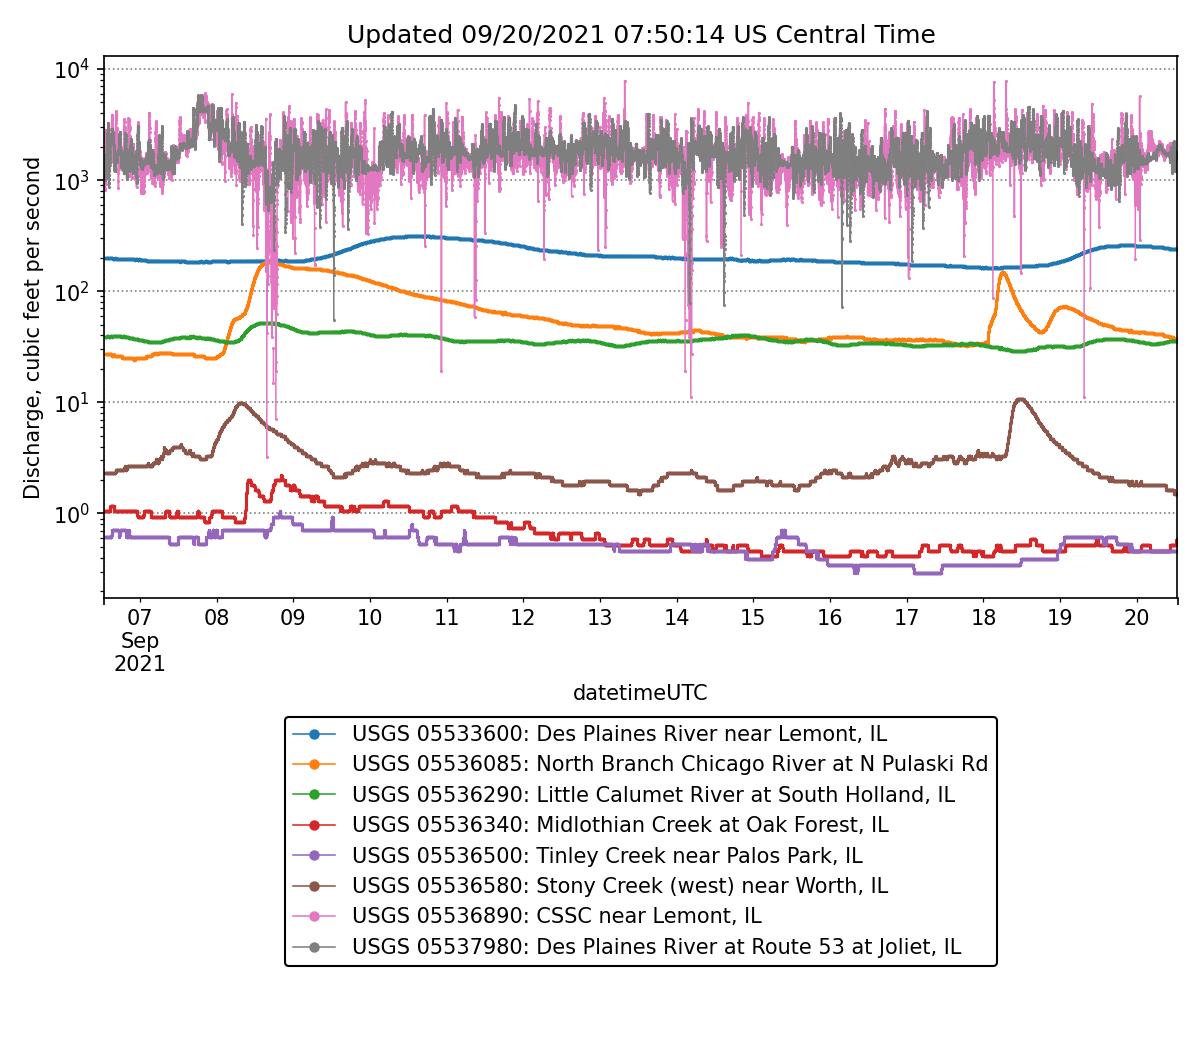 Updated 09/20/2021 07:50:14 US Central Time
Discharge, cubic feet per second
10^4
10^3
10^2
10^1
10^0
07 08 09 10 11 12 13 14 15 16 17 18 19 20
Sep
2021
datetimeUTC
USGS 05533600: Des Plaines River near Lemont, IL
USGS 05536085: North Branch Chicago River at N Pulaski Rd
USGS 05536290: Little Calumet River at South Holland, IL
USGS 05536340: Midlothian Creek at Oak Forest, IL
USGS 05536500: Tinley Creek near Palos Park, IL
USGS 05536580: Stony Creek (west) near Worth, IL
USGS 05536890: CSSC near Lemont, IL
USGS 05537980: Des Plaines River at Route 53 at Joliet, IL